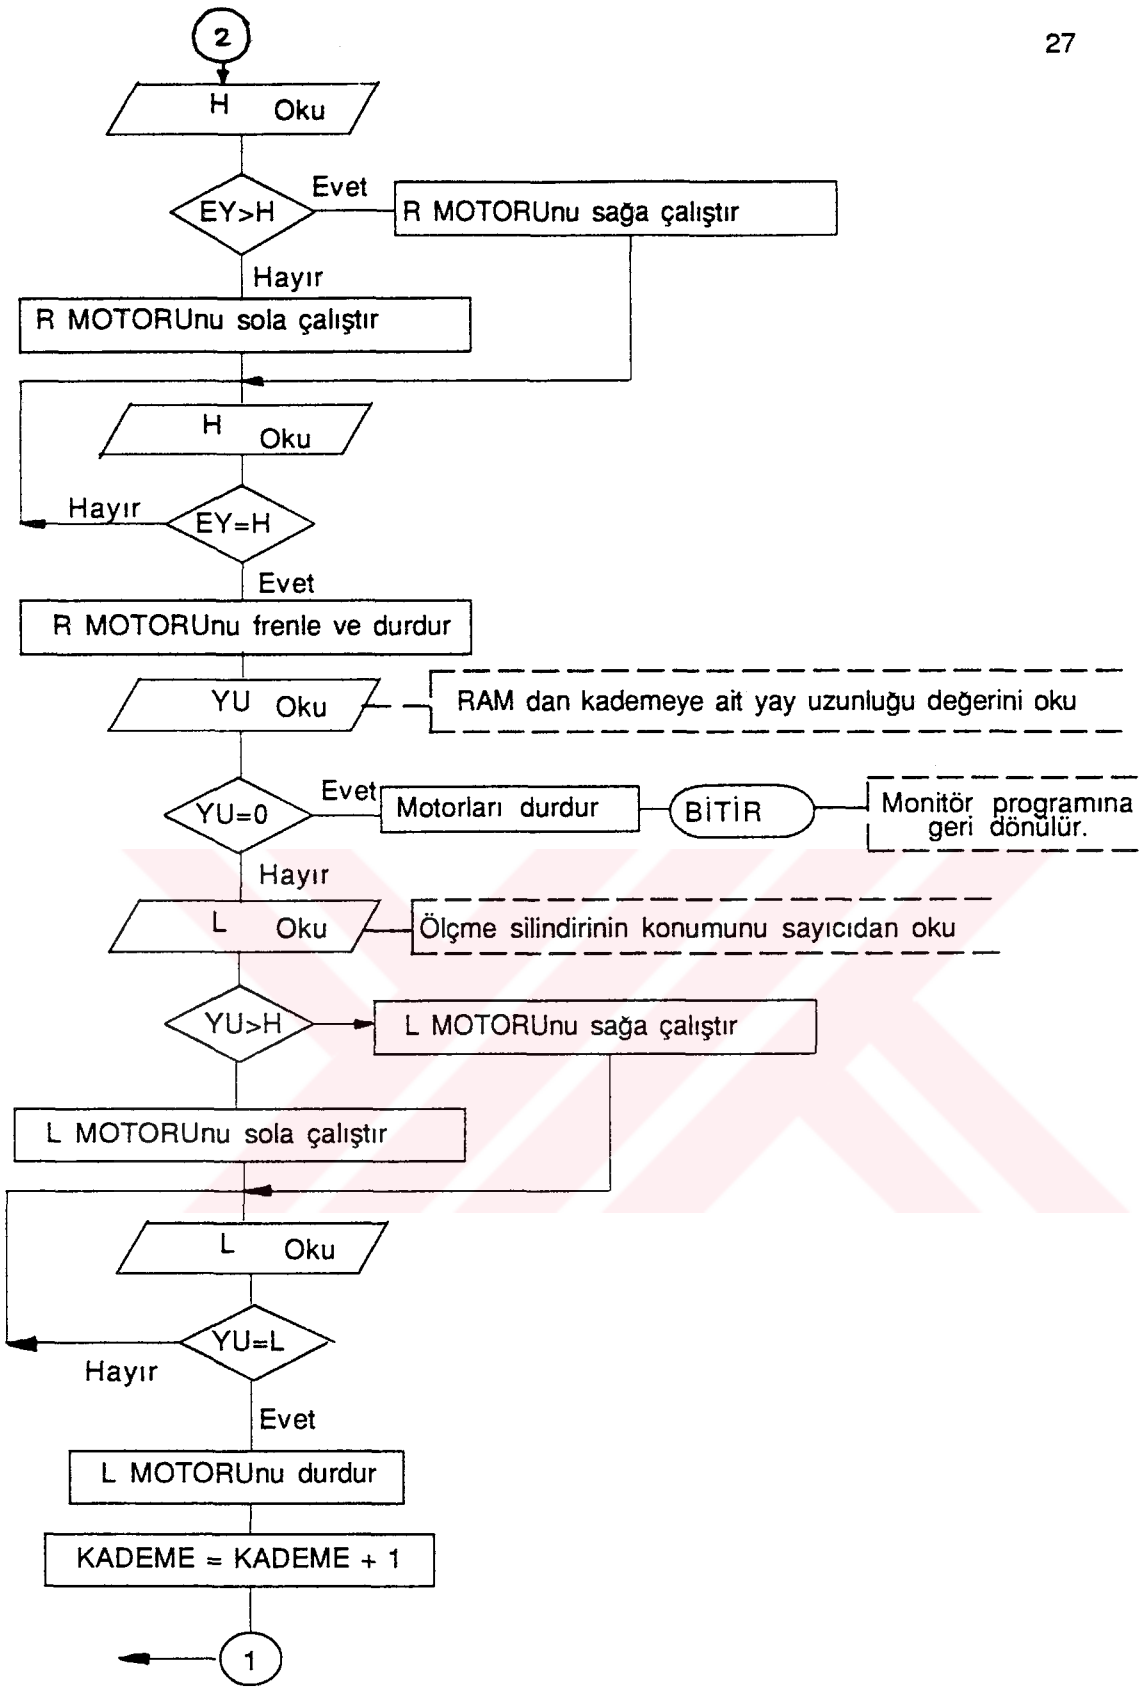 27
2
H Oku
EY>H
Evet
R MOTORUnu sağa çalıştır
Hayır
R MOTORUnu sola çalıştır
H Oku
Hayır
EY=H
Evet
R MOTORUnu frenle ve durdur
YU Oku
RAM dan kademeye ait yay uzunluğu değerini oku
YU=0
Evet
Motorları durdur
BİTİR
Monitör programına
geri dönülür.
Hayır
L Oku
Ölçme silindirinin konumunu sayıcıdan oku
YU>H
L MOTORUnu sağa çalıştır
L MOTORUnu sola çalıştır
L Oku
YU=L
Hayır
Evet
L MOTORUnu durdur
KADEME = KADEME + 1
1